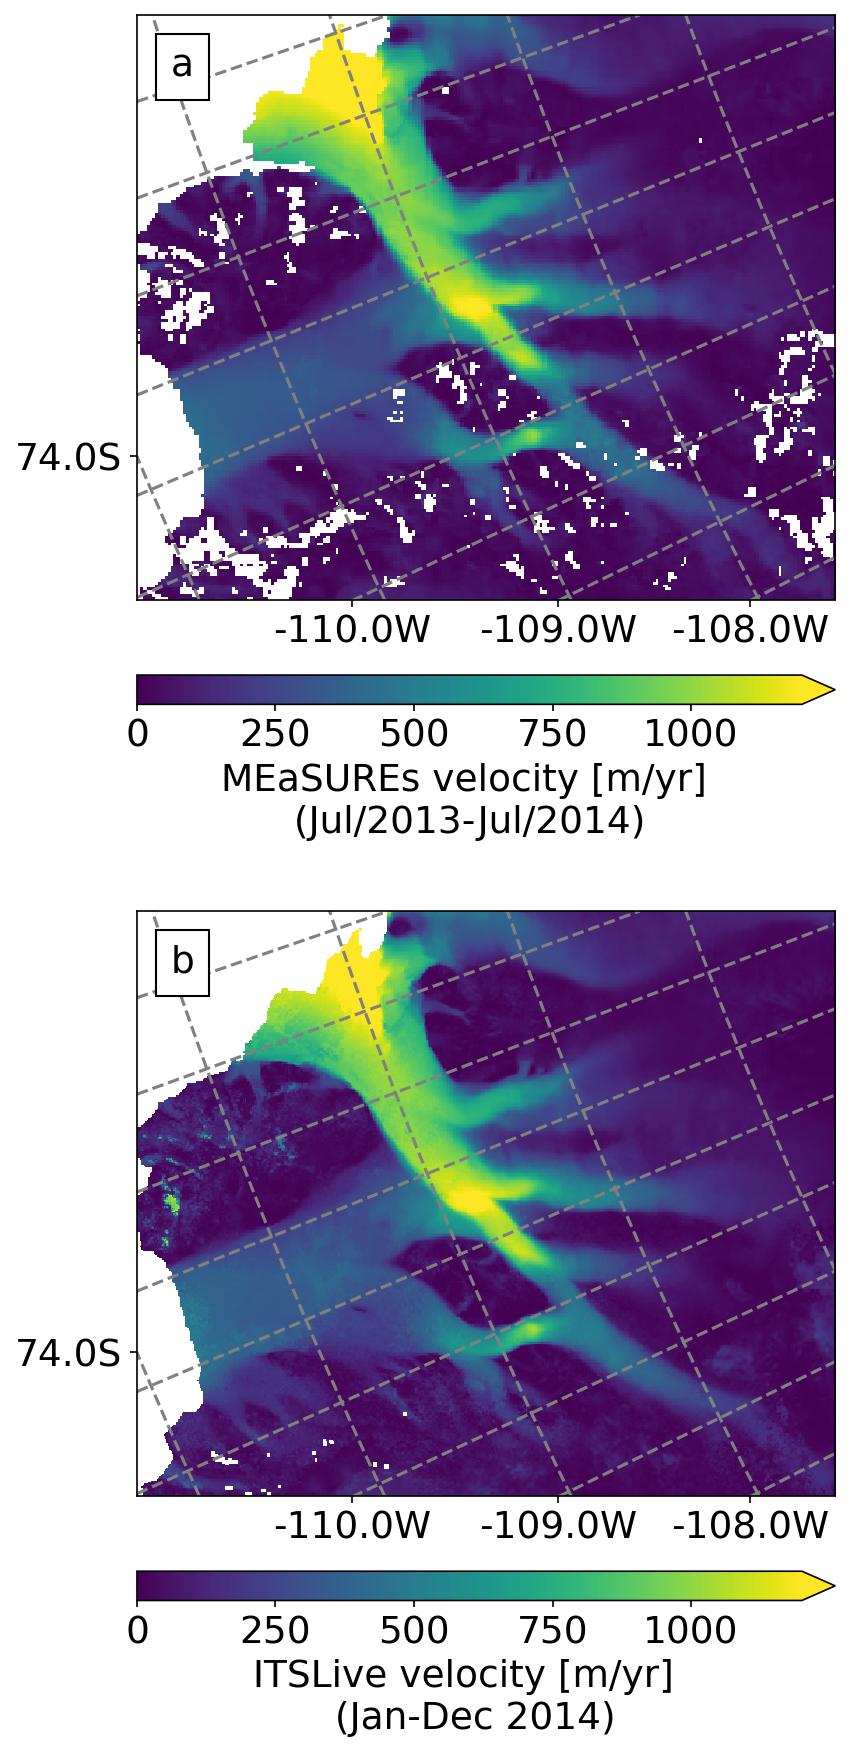 a
74.0S
-110.0W -109.0W -108.0W
0 250 500 750 1000
MEaSUREs velocity [m/yr]
(Jul/2013-Jul/2014)
b
74.0S
-110.0W -109.0W -108.0W
0 250 500 750 1000
ITSLive velocity [m/yr]
(Jan-Dec 2014)